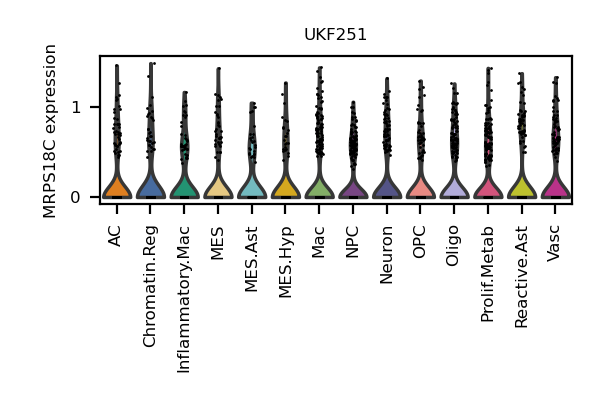 UKF251
MRPS18C expression
1
0
AC
Chromatin.Reg
Inflammatory.Mac
MES
MES.Ast
MES.Hyp
Mac
NPC
Neuron
OPC
Oligo
Prolif.Metab
Reactive.Ast
Vasc